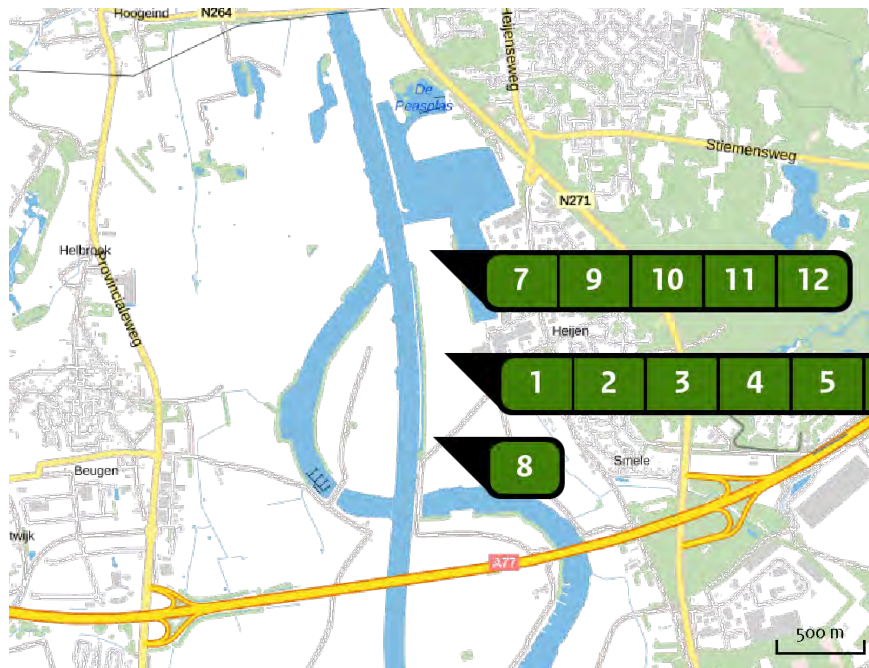 Hoogeind
N264
Heijenseweg
De
Pensplas
Stiemensweg
N271
Helbroek
Provincialeweg
7 9 10 11 12
Heijen
1 2 3 4 5
8
Smele
Beugen
twijk
A77
500 m